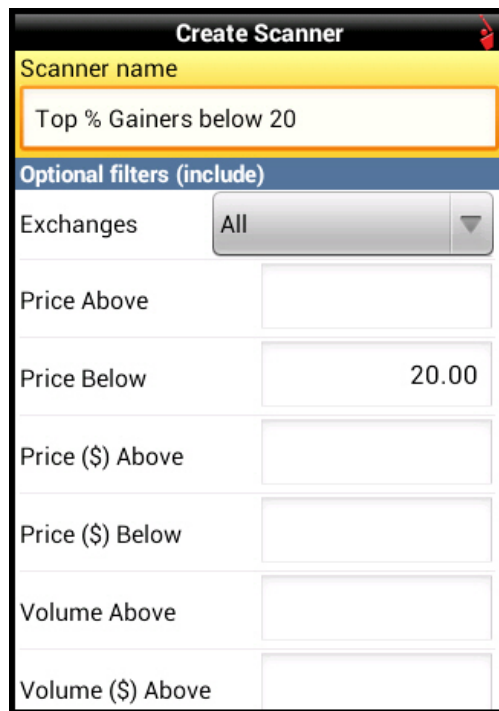 Create Scanner
Scanner name
Top % Gainers below 20
Optional filters (include)
Exchanges All
Price Above
Price Below 20.00
Price ($) Above
Price ($) Below
Volume Above
Volume ($) Above